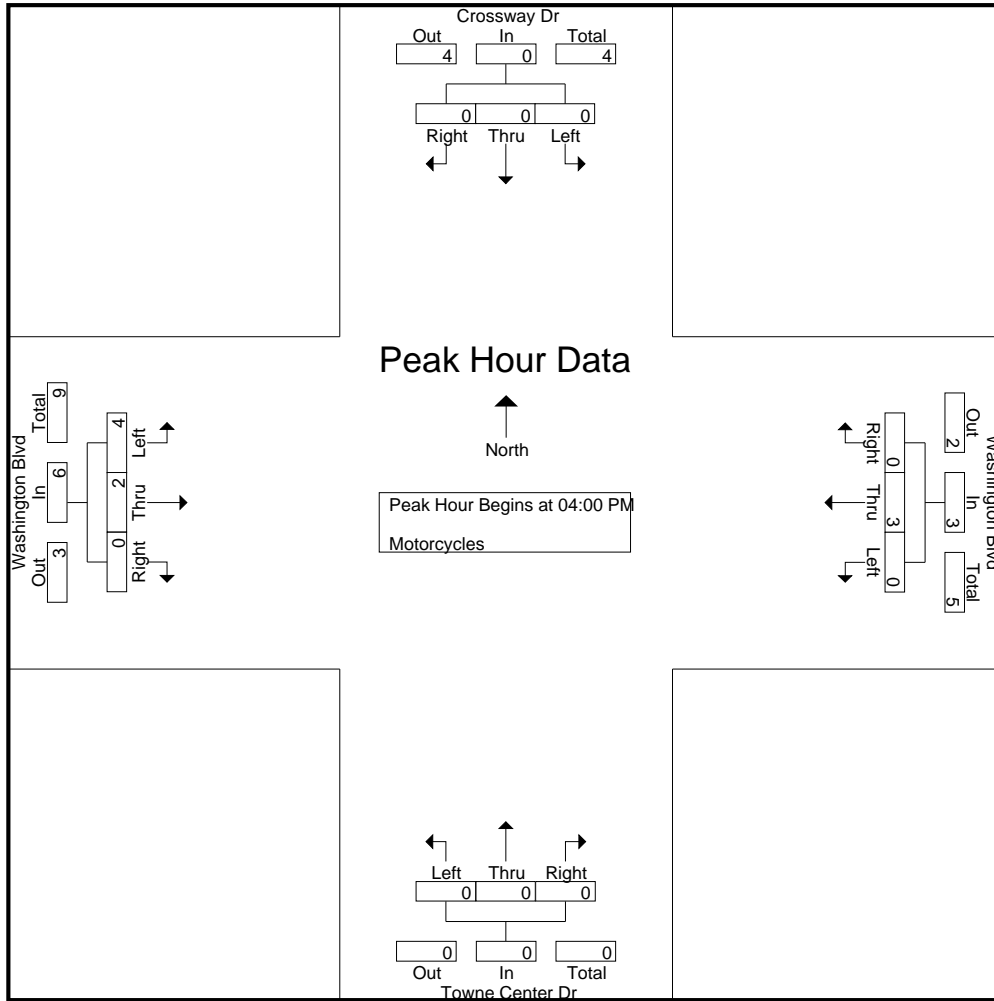 Crossway Dr
Out In Total
4 0 4
0 0 0
Right Thru Left
Peak Hour Data
North
Peak Hour Begins at 04:00 PM
Motorcycles
Washington Blvd
Out In Total
3 6 9
Right Thru Left
0 2 4
Washington Blvd
Out In Total
2 3 5
Right Thru Left
0 3 0
Left Thru Right
0 0 0
0 0 0
Out In Total
Towne Center Dr